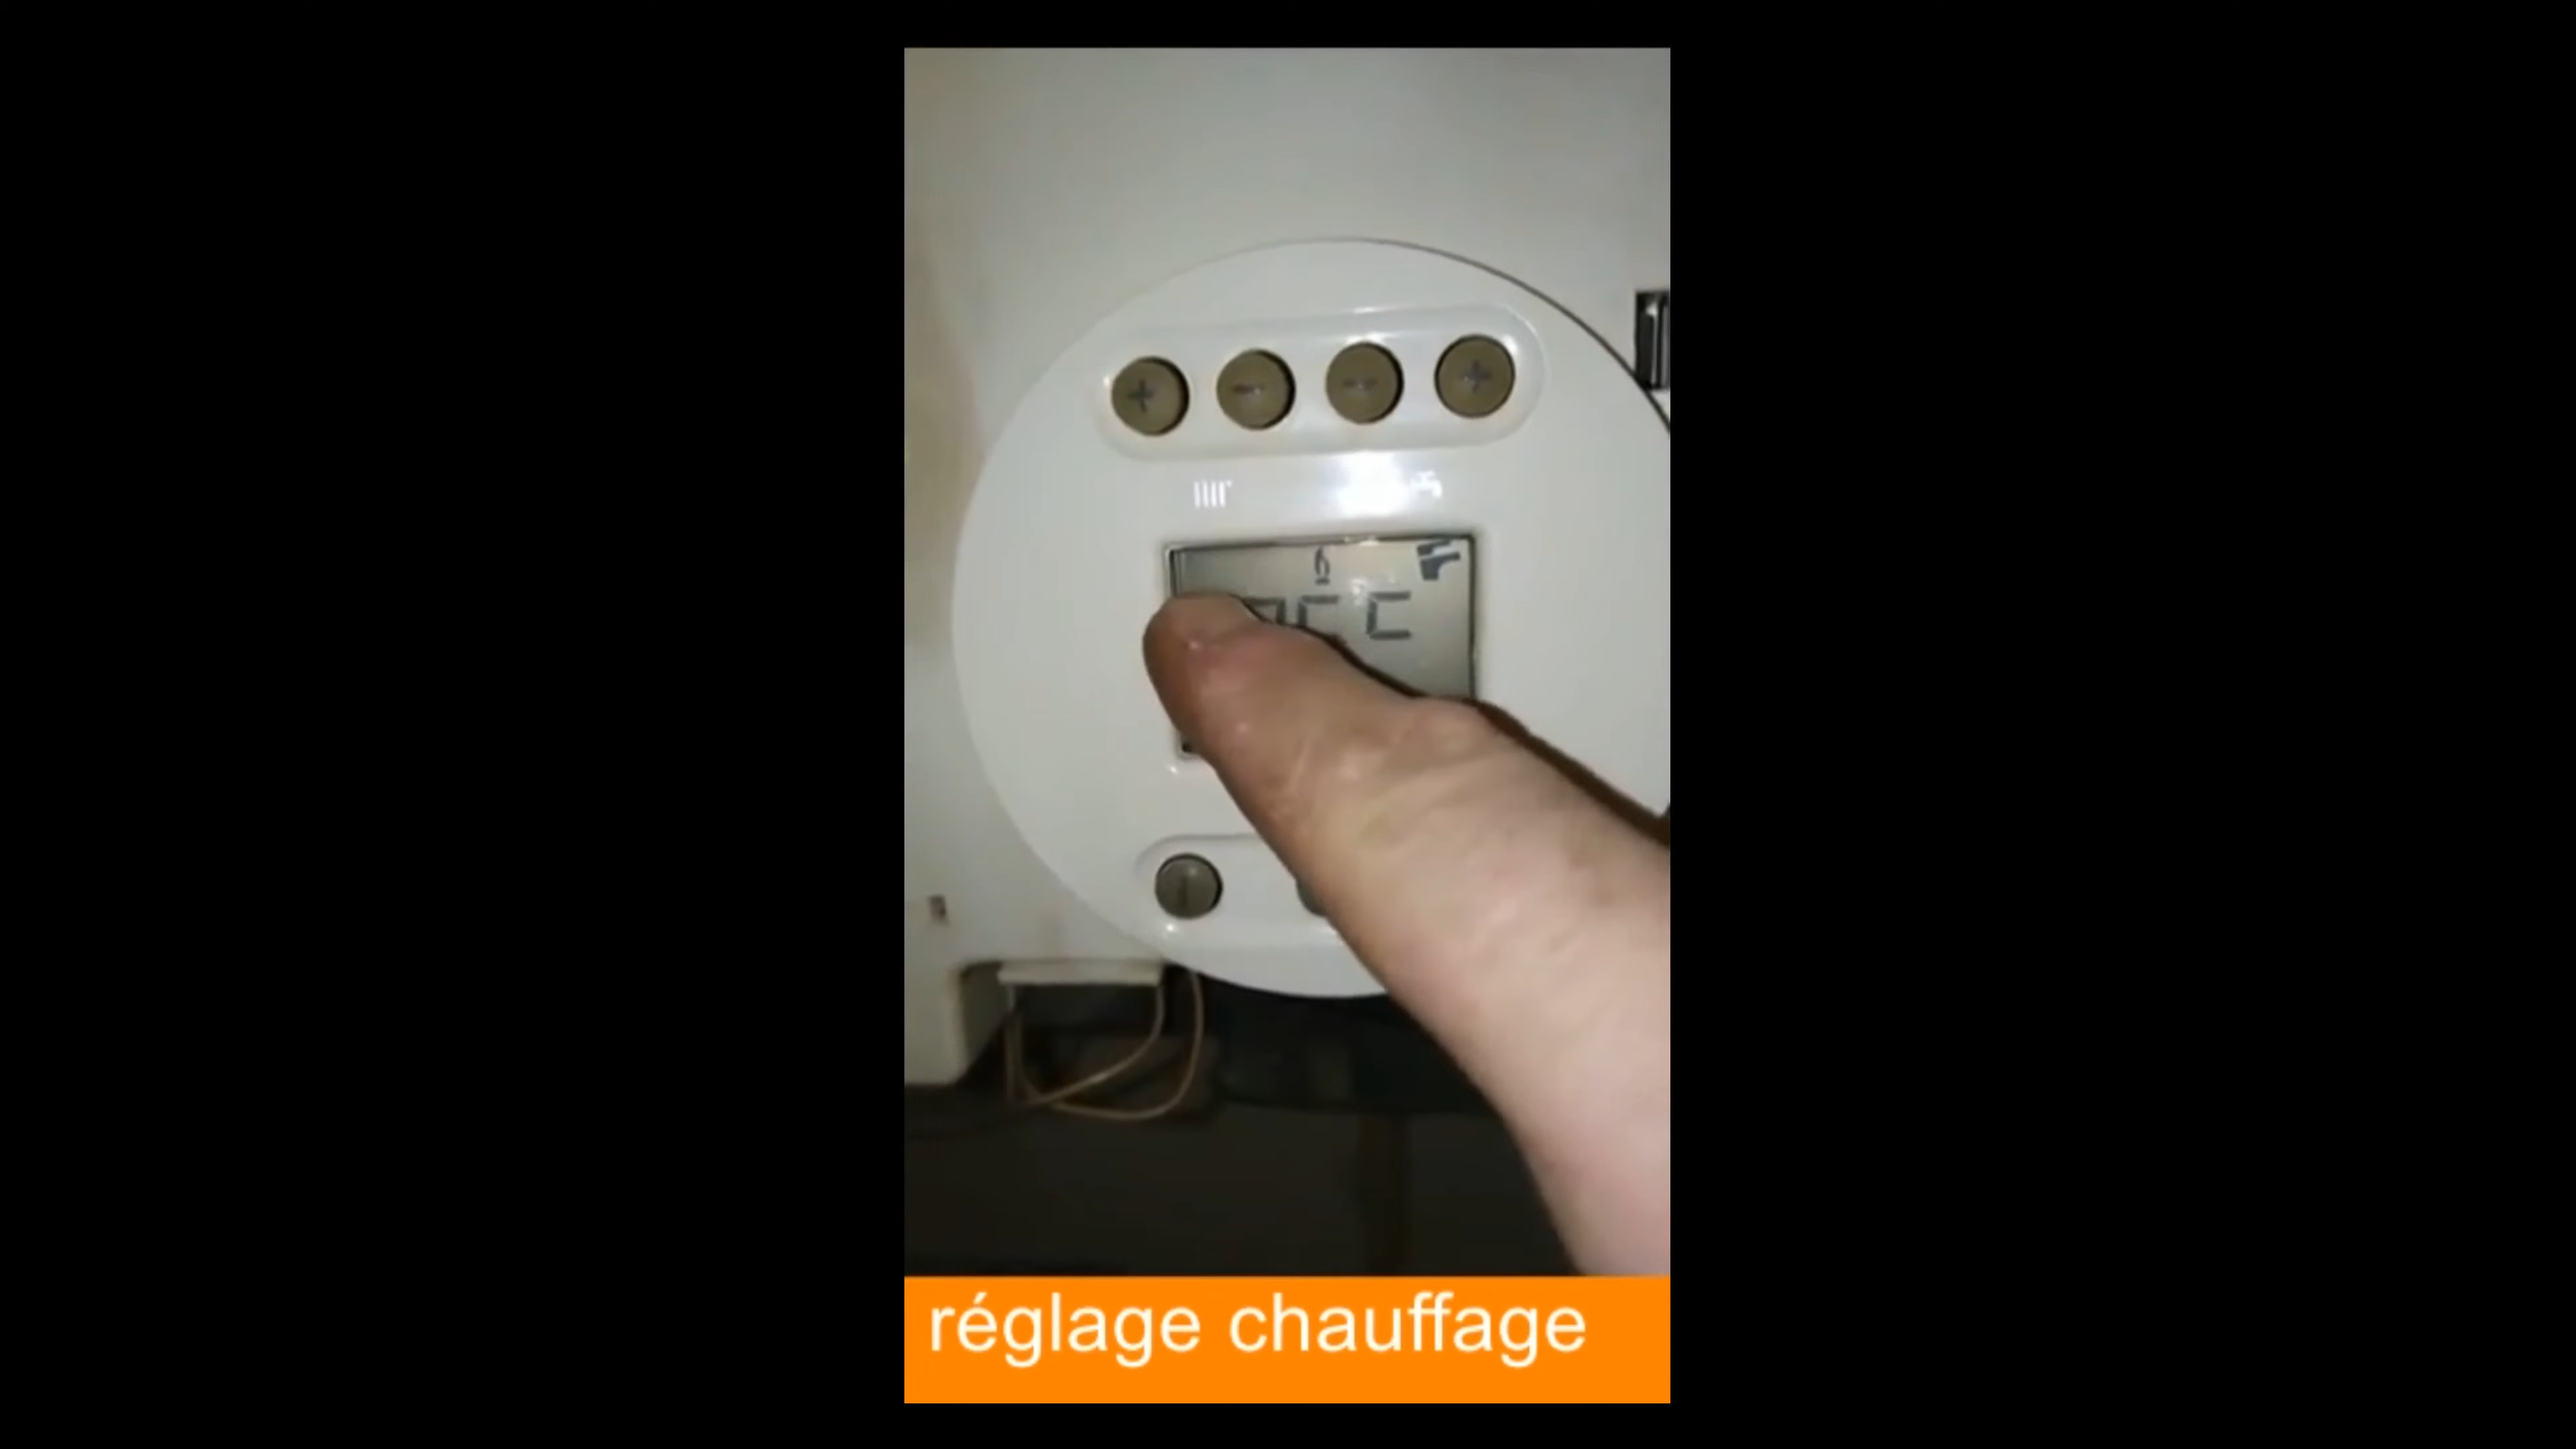 + - - +
réglage chauffage